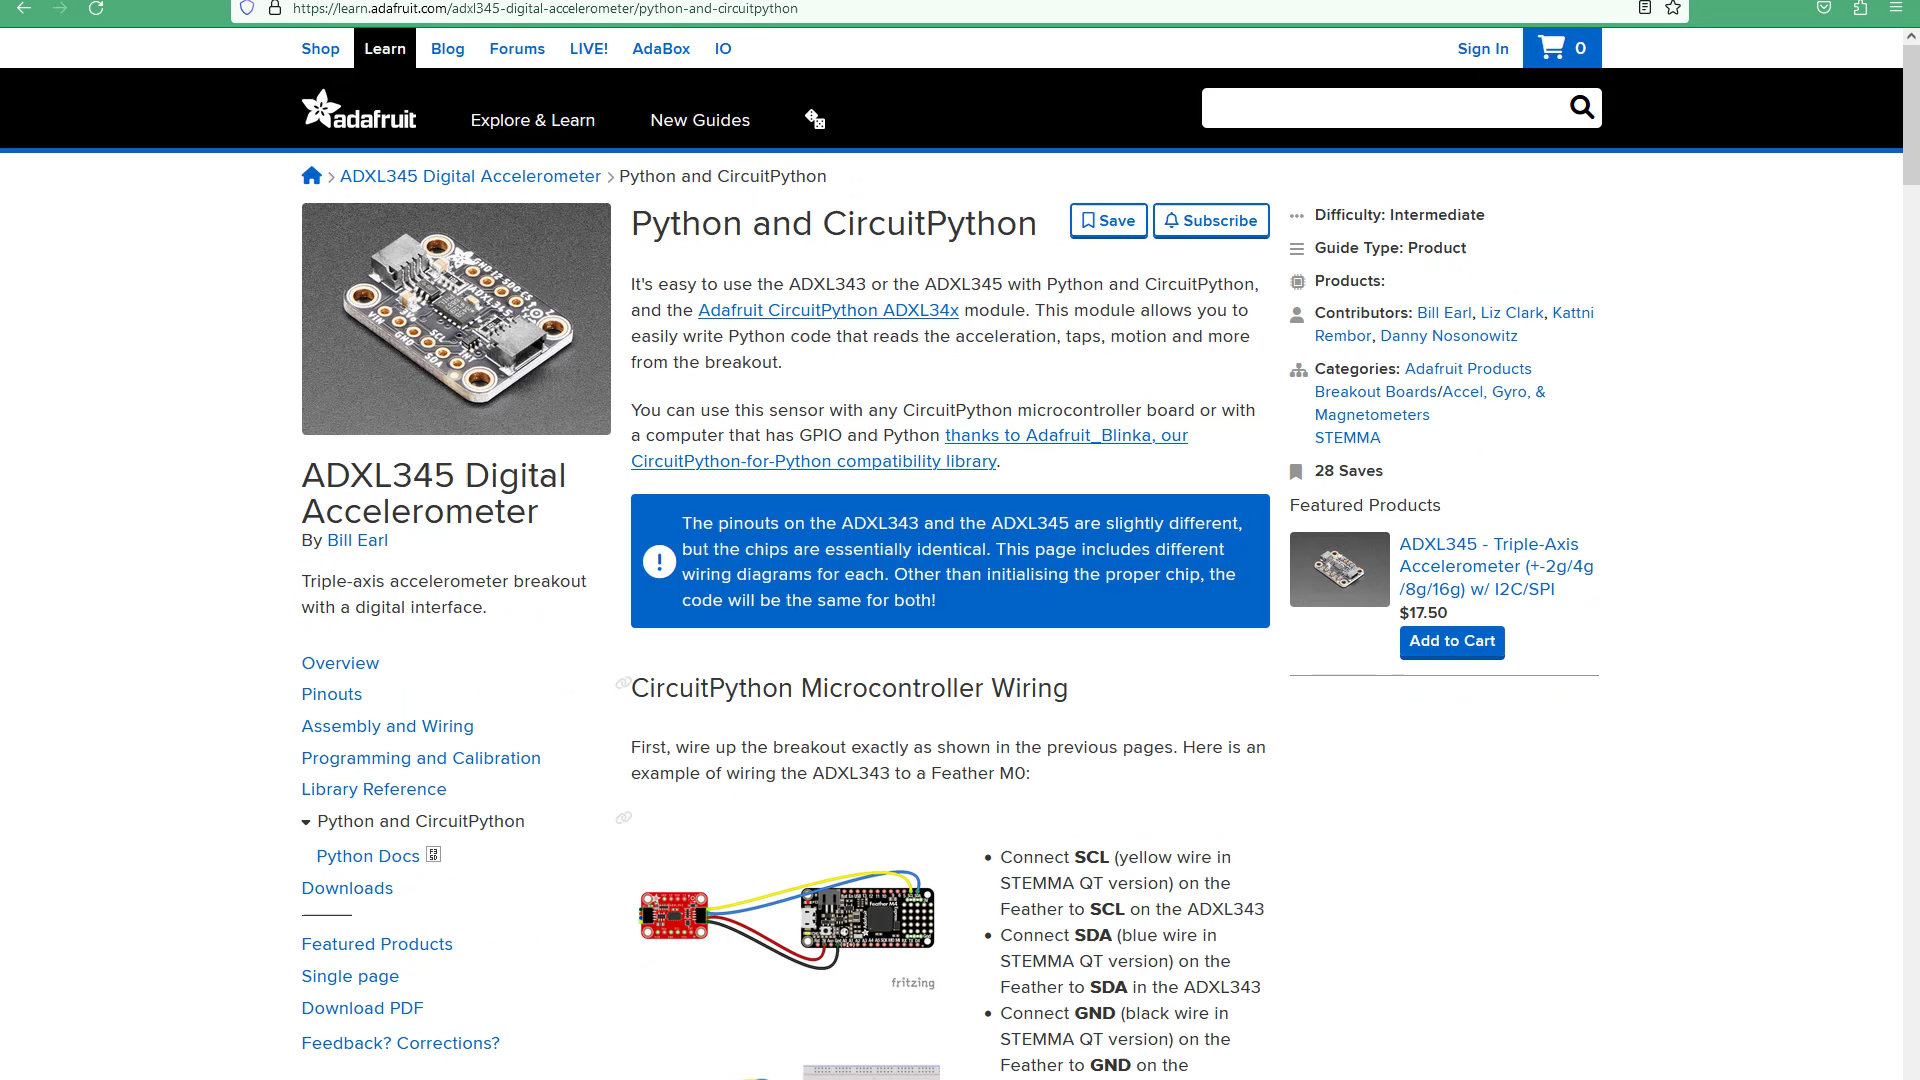 https://learn.adafruit.com/adxl345-digital-accelerometer/python-and-circuitpython
Shop
Learn
Blog
Forums
LIVE!
AdaBox
IO
Sign In
0
adafruit
Explore & Learn
New Guides
ADXL345 Digital Accelerometer
Python and CircuitPython
ADXL345 Digital
Accelerometer
By Bill Earl
Triple-axis accelerometer breakout
with a digital interface.
Overview
Pinouts
Assembly and Wiring
Programming and Calibration
Library Reference
Python and CircuitPython
Python Docs
Downloads
Featured Products
Single page
Download PDF
Feedback? Corrections?
Python and CircuitPython
Save
Subscribe
It's easy to use the ADXL343 or the ADXL345 with Python and CircuitPython,
and the Adafruit CircuitPython ADXL34x module. This module allows you to
easily write Python code that reads the acceleration, taps, motion and more
from the breakout.
You can use this sensor with any CircuitPython microcontroller board or with
a computer that has GPIO and Python thanks to Adafruit_Blinka, our
CircuitPython-for-Python compatibility library.
The pinouts on the ADXL343 and the ADXL345 are slightly different,
but the chips are essentially identical. This page includes different
wiring diagrams for each. Other than initialising the proper chip, the
code will be the same for both!
CircuitPython Microcontroller Wiring
First, wire up the breakout exactly as shown in the previous pages. Here is an
example of wiring the ADXL343 to a Feather M0:
fritzing
• Connect SCL (yellow wire in
STEMMA QT version) on the
Feather to SCL on the ADXL343
• Connect SDA (blue wire in
STEMMA QT version) on the
Feather to SDA in the ADXL343
• Connect GND (black wire in
STEMMA QT version) on the
Feather to GND on the
Difficulty: Intermediate
Guide Type: Product
Products:
Contributors: Bill Earl, Liz Clark, Kattni
Rembor, Danny Nosonowitz
Categories: Adafruit Products
Breakout Boards/Accel, Gyro, &
Magnetometers
STEMMA
28 Saves
Featured Products
ADXL345 - Triple-Axis
Accelerometer (+-2g/4g
/8g/16g) w/ I2C/SPI
$17.50
Add to Cart